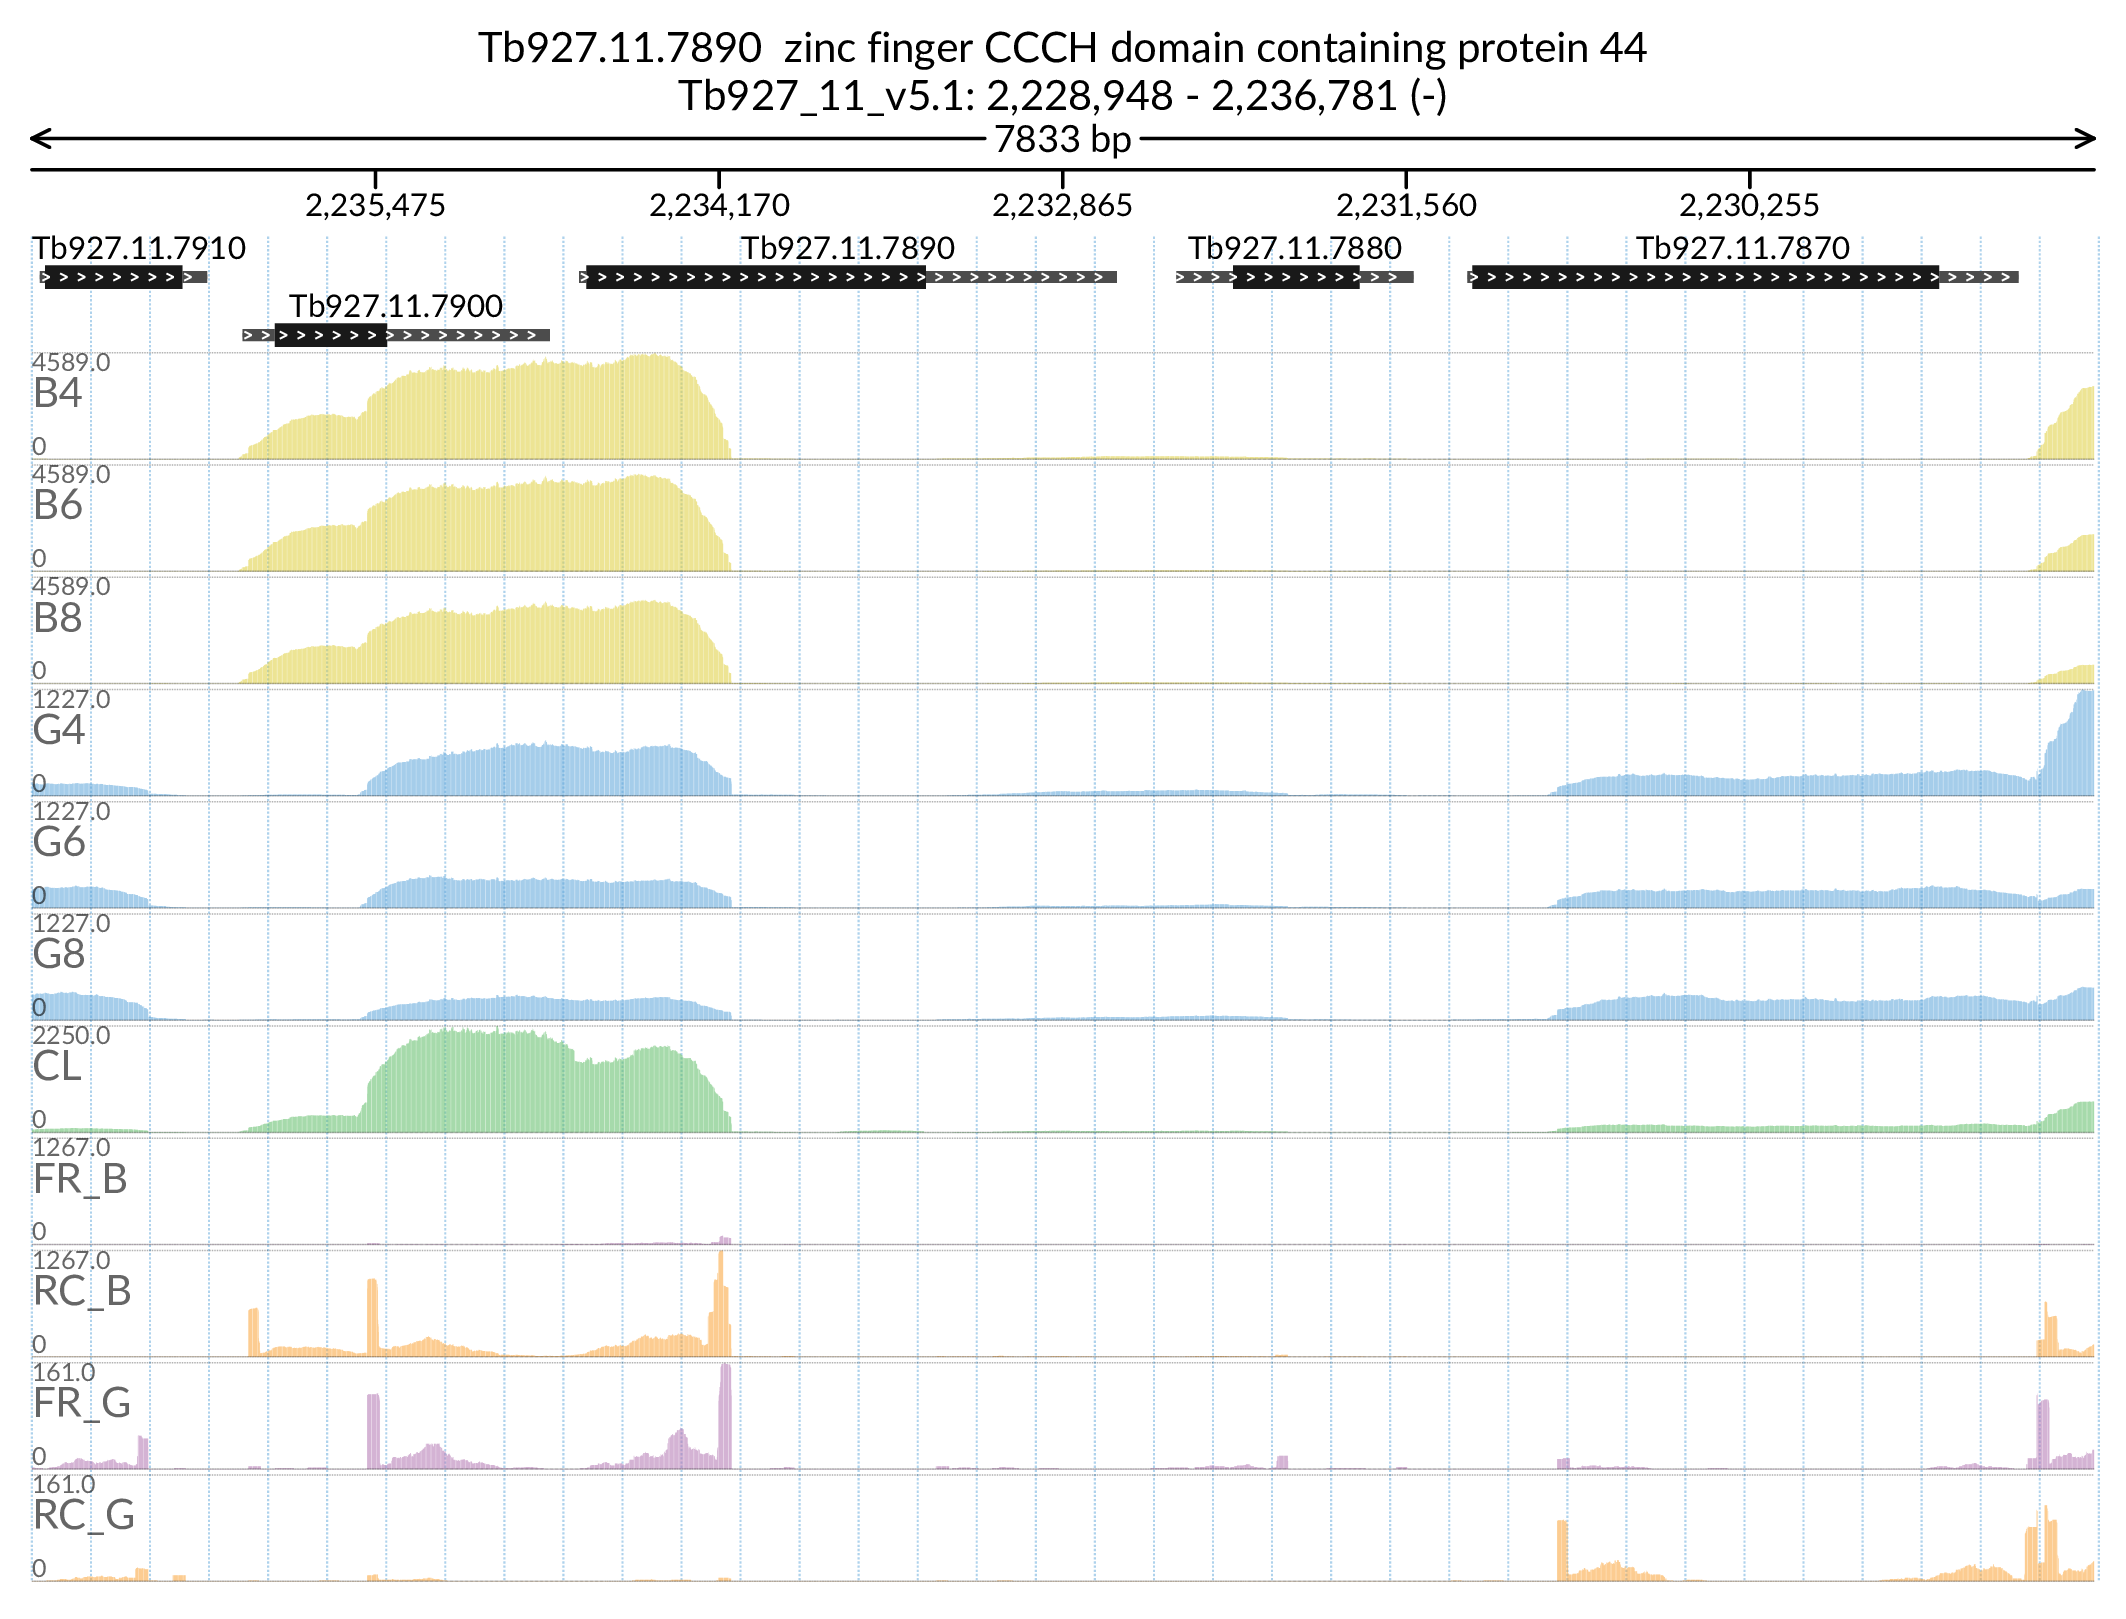 Tb927.11.7890  zinc finger CCCH domain containing protein 44
Tb927_11_v5.1: 2,228,948 - 2,236,781 (-)
7833 bp
2,235,475 2,234,170 2,232,865 2,231,560 2,230,255
Tb927.11.7910 Tb927.11.7890 Tb927.11.7880 Tb927.11.7870
Tb927.11.7900
4589.0
B4
0
4589.0
B6
0
4589.0
B8
0
1227.0
G4
0
1227.0
G6
0
1227.0
G8
0
2250.0
CL
0
1267.0
FR_B
0
1267.0
RC_B
0
161.0
FR_G
0
161.0
RC_G
0